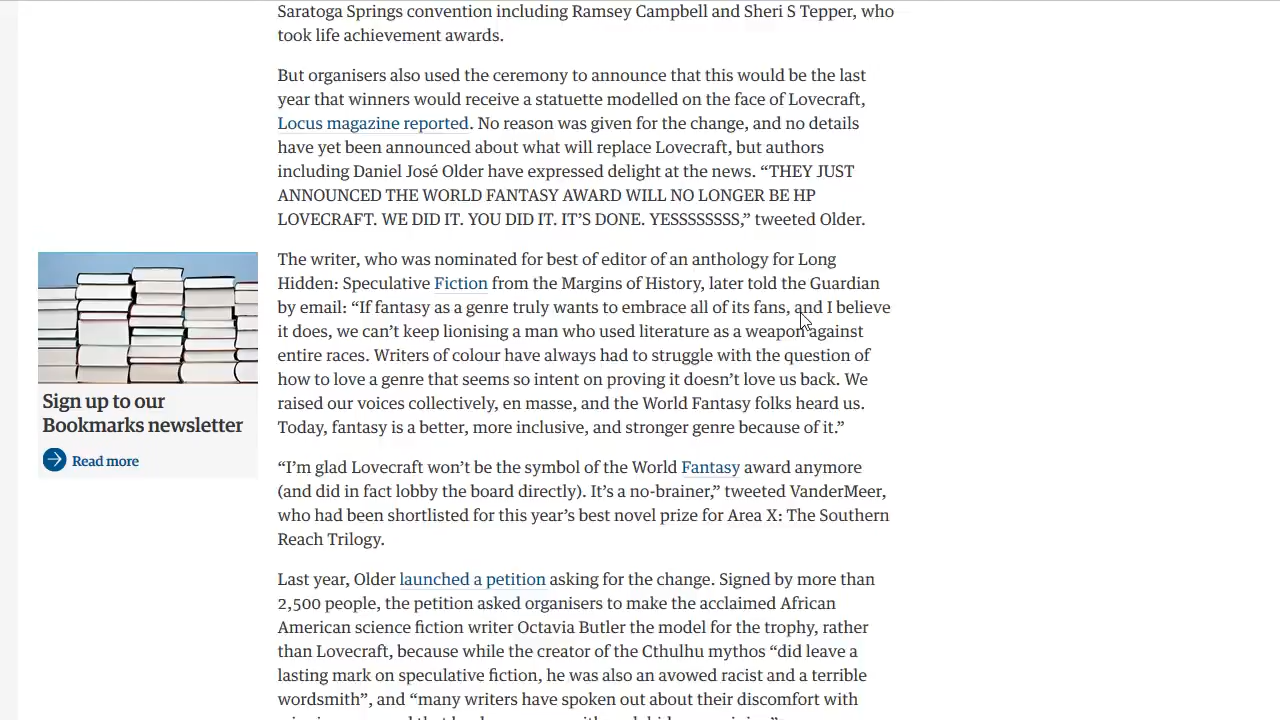 Saratoga Springs convention including Ramsey Campbell and Sheri S Tepper, who
took life achievement awards.
But organisers also used the ceremony to announce that this would be the last
year that winners would receive a statuette modelled on the face of Lovecraft,
Locus magazine reported. No reason was given for the change, and no details
have yet been announced about what will replace Lovecraft, but authors
including Daniel José Older have expressed delight at the news. “THEY JUST
ANNOUNCED THE WORLD FANTASY AWARD WILL NO LONGER BE HP
LOVECRAFT. WE DID IT. YOU DID IT. IT’S DONE. YESSSSSSSS,” tweeted Older.
The writer, who was nominated for best of editor of an anthology for Long
Hidden: Speculative Fiction from the Margins of History, later told the Guardian
by email: “If fantasy as a genre truly wants to embrace all of its fans, and I believe
it does, we can’t keep lionising a man who used literature as a weapon against
entire races. Writers of colour have always had to struggle with the question of
how to love a genre that seems so intent on proving it doesn’t love us back. We
raised our voices collectively, en masse, and the World Fantasy folks heard us.
Today, fantasy is a better, more inclusive, and stronger genre because of it.”
Sign up to our
Bookmarks newsletter
Read more
“I’m glad Lovecraft won’t be the symbol of the World Fantasy award anymore
(and did in fact lobby the board directly). It’s a no-brainer,” tweeted VanderMeer,
who had been shortlisted for this year’s best novel prize for Area X: The Southern
Reach Trilogy.
Last year, Older launched a petition asking for the change. Signed by more than
2,500 people, the petition asked organisers to make the acclaimed African
American science fiction writer Octavia Butler the model for the trophy, rather
than Lovecraft, because while the creator of the Cthulhu mythos “did leave a
lasting mark on speculative fiction, he was also an avowed racist and a terrible
wordsmith”, and “many writers have spoken out about their discomfort with